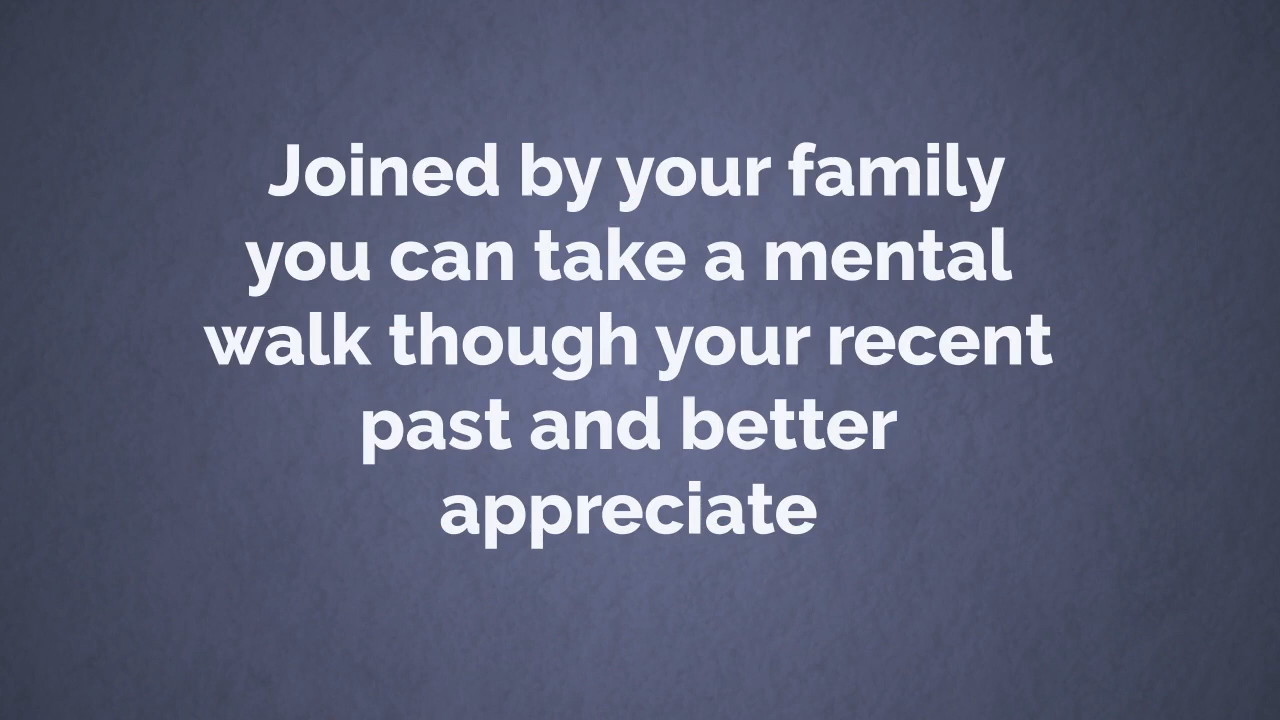 Joined by your family
you can take a mental
walk though your recent
past and better
appreciate